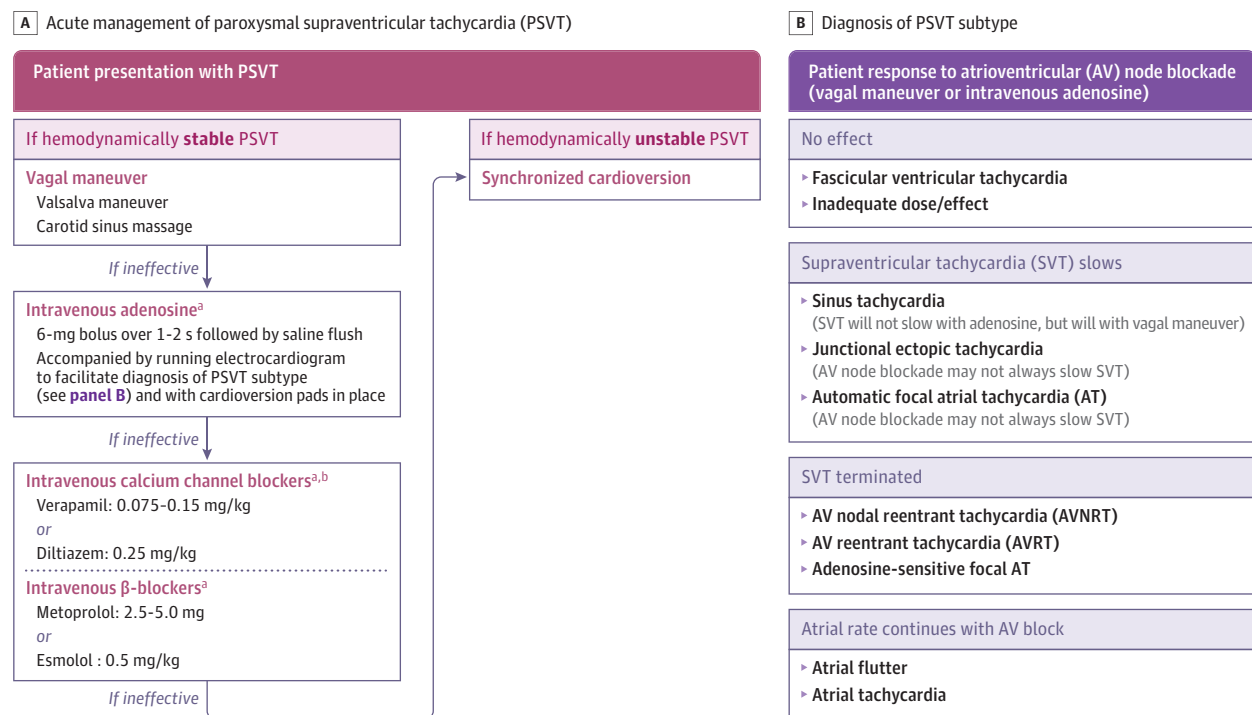 A Acute management of paroxysmal supraventricular tachycardia (PSVT)
Patient presentation with PSVT
If hemodynamically stable PSVT
Vagal maneuver
Valsalva maneuver
Carotid sinus massage
If ineffective
Intravenous adenosineᵃ
6-mg bolus over 1-2 s followed by saline flush
Accompanied by running electrocardiogram
to facilitate diagnosis of PSVT subtype
(see panel B) and with cardioversion pads in place
If ineffective
Intravenous calcium channel blockersᵃ,ᵇ
Verapamil: 0.075-0.15 mg/kg
or
Diltiazem: 0.25 mg/kg
Intravenous β-blockersᵃ
Metoprolol: 2.5-5.0 mg
or
Esmolol : 0.5 mg/kg
If ineffective
If hemodynamically unstable PSVT
Synchronized cardioversion
B Diagnosis of PSVT subtype
Patient response to atrioventricular (AV) node blockade
(vagal maneuver or intravenous adenosine)
No effect
▸ Fascicular ventricular tachycardia
▸ Inadequate dose/effect
Supraventricular tachycardia (SVT) slows
▸ Sinus tachycardia
(SVT will not slow with adenosine, but will with vagal maneuver)
▸ Junctional ectopic tachycardia
(AV node blockade may not always slow SVT)
▸ Automatic focal atrial tachycardia (AT)
(AV node blockade may not always slow SVT)
SVT terminated
▸ AV nodal reentrant tachycardia (AVNRT)
▸ AV reentrant tachycardia (AVRT)
▸ Adenosine-sensitive focal AT
Atrial rate continues with AV block
▸ Atrial flutter
▸ Atrial tachycardia